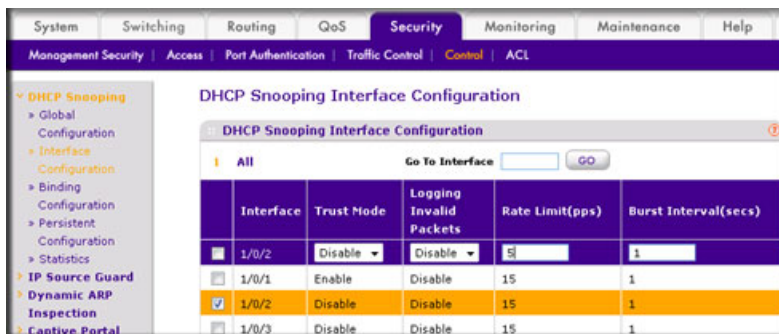 System Switching Routing QoS Security Monitoring Maintenance Help
Management Security | Access | Port Authentication | Traffic Control | Control | ACL
DHCP Snooping
» Global
Configuration
» Interface
Configuration
» Binding
Configuration
» Persistent
Configuration
» Statistics
IP Source Guard
Dynamic ARP
Inspection
Captive Portal
DHCP Snooping Interface Configuration
DHCP Snooping Interface Configuration ?
1 All Go To Interface GO
Interface Trust Mode Logging Invalid Packets Rate Limit(pps) Burst Interval(secs)
1/0/2 Disable Disable 5 1
1/0/1 Enable Disable 15 1
1/0/2 Disable Disable 15 1
1/0/3 Disable Disable 15 1